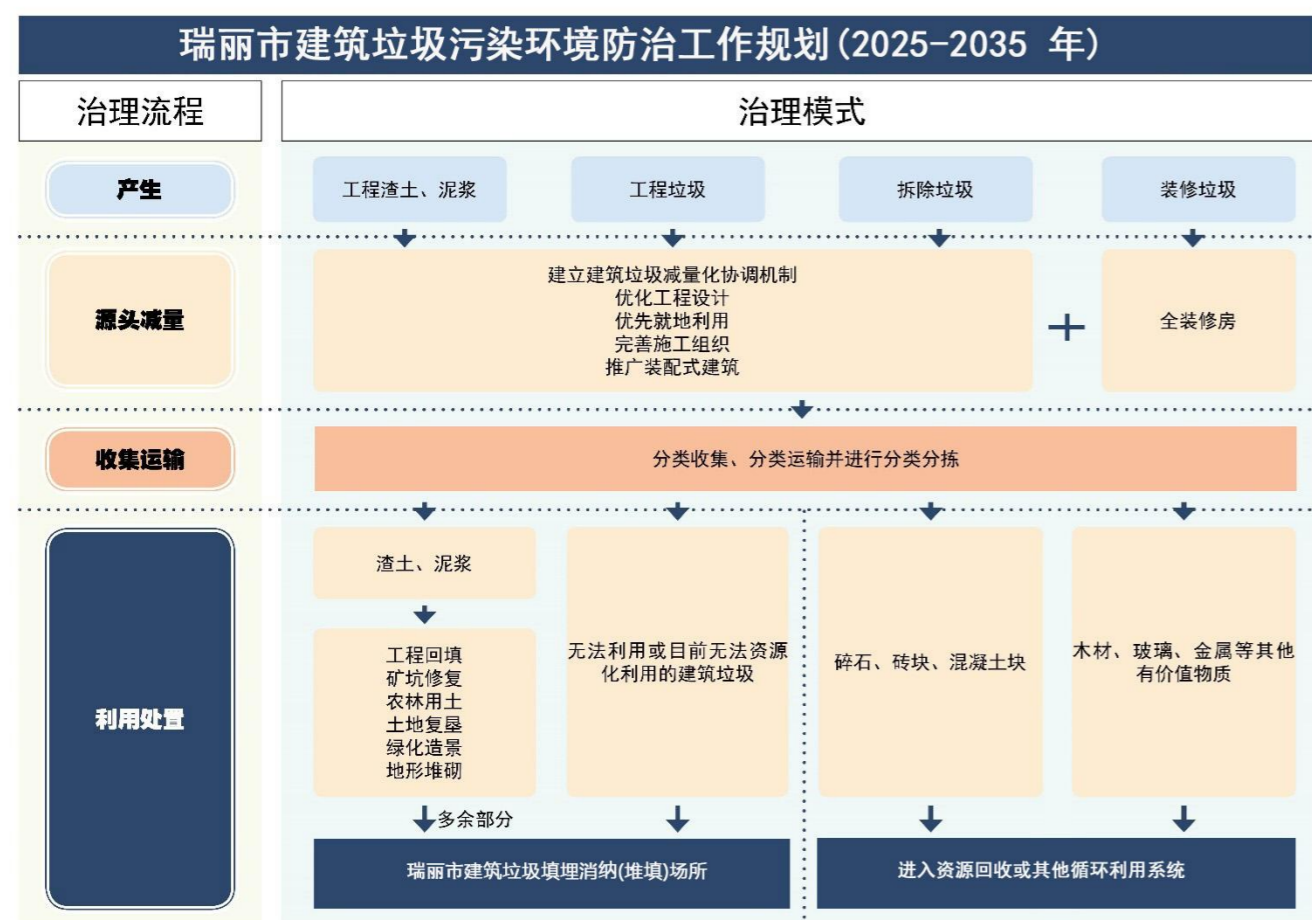 瑞丽市建筑垃圾污染环境防治工作规划(2025-2035 年)
治理流程
治理模式
产生
工程渣土、泥浆
工程垃圾
拆除垃圾
装修垃圾
源头减量
建立建筑垃圾减量化协调机制
优化工程设计
优先就地利用
完善施工组织
推广装配式建筑
+
全装修房
收集运输
分类收集、分类运输并进行分类分拣
利用处置
渣土、泥浆
工程回填
矿坑修复
农林用土
土地复垦
绿化造景
地形堆砌
无法利用或目前无法资源
化利用的建筑垃圾
碎石、砖块、混凝土块
木材、玻璃、金属等其他
有价值物质
多余部分
瑞丽市建筑垃圾填埋消纳(堆填)场所
进入资源回收或其他循环利用系统